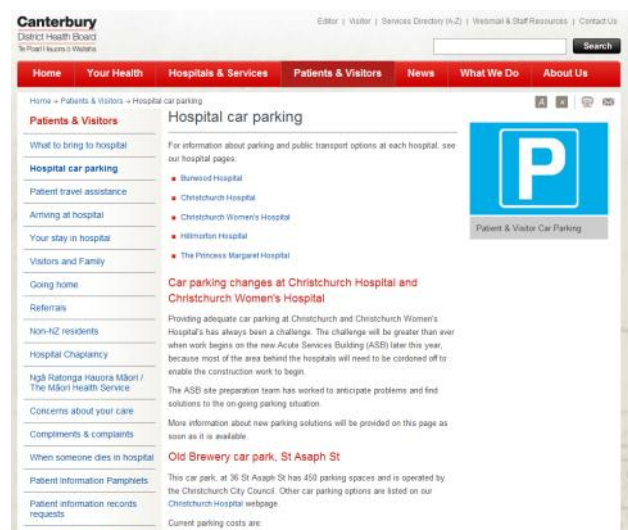 Canterbury
District Health Board
Te Poari Hauora ō Waitaha
Editor | Visitor | Services Directory (A-Z) | Webmail & Staff Resources | Contact Us
Search
Home Your Health Hospitals & Services Patients & Visitors News What We Do About Us
Home → Patients & Visitors → Hospital car parking
Patients & Visitors
What to bring to hospital
Hospital car parking
Patient travel assistance
Arriving at hospital
Your stay in hospital
Visitors and Family
Going home
Referrals
Non-NZ residents
Hospital Chaplaincy
Ngā Ratonga Hauora Māori /
The Māori Health Service
Concerns about your care
Compliments & complaints
When someone dies in hospital
Patient Information Pamphlets
Patient information records
requests
Hospital car parking
For information about parking and public transport options at each hospital, see
our hospital pages:
Burwood Hospital
Christchurch Hospital
Christchurch Women's Hospital
Hillmorton Hospital
The Princess Margaret Hospital
Car parking changes at Christchurch Hospital and
Christchurch Women's Hospital
Providing adequate car parking at Christchurch and Christchurch Women's
Hospital's has always been a challenge. The challenge will be greater than ever
when work begins on the new Acute Services Building (ASB) later this year,
because most of the area behind the hospitals will need to be cordoned off to
enable the construction work to begin.
The ASB site preparation team has worked to anticipate problems and find
solutions to the on-going parking situation.
More information about new parking solutions will be provided on this page as
soon as it is available.
Old Brewery car park, St Asaph St
This car park, at 36 St Asaph St has 450 parking spaces and is operated by
the Christchurch City Council. Other car parking options are listed on our
Christchurch Hospital webpage.
Current parking costs are:
A
P
Patient & Visitor Car Parking